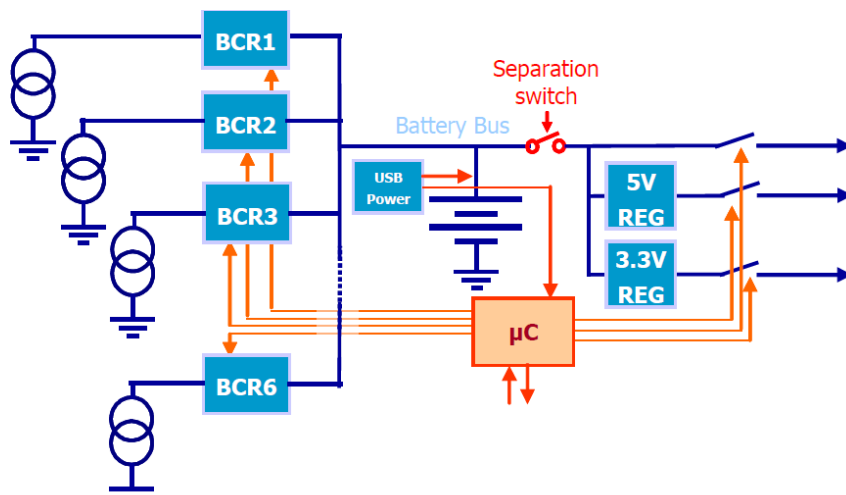 BCR1
Separation
switch
BCR2
Battery Bus
USB
Power
5V
REG
BCR3
3.3V
REG
µC
BCR6